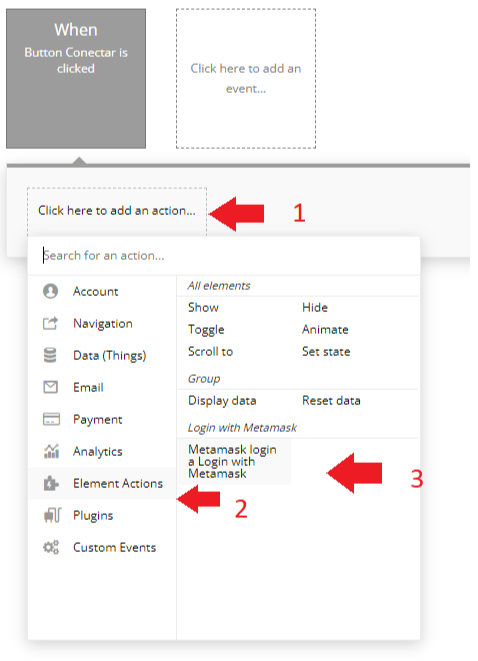 When
Button Conectar is
clicked
Click here to add an
event...
Click here to add an action...
1
Search for an action...
Account
Navigation
Data (Things)
Email
Payment
Analytics
Element Actions
Plugins
Custom Events
All elements
Show Hide
Toggle Animate
Scroll to Set state
Group
Display data Reset data
Login with Metamask
Metamask login
a Login with
Metamask
3
2